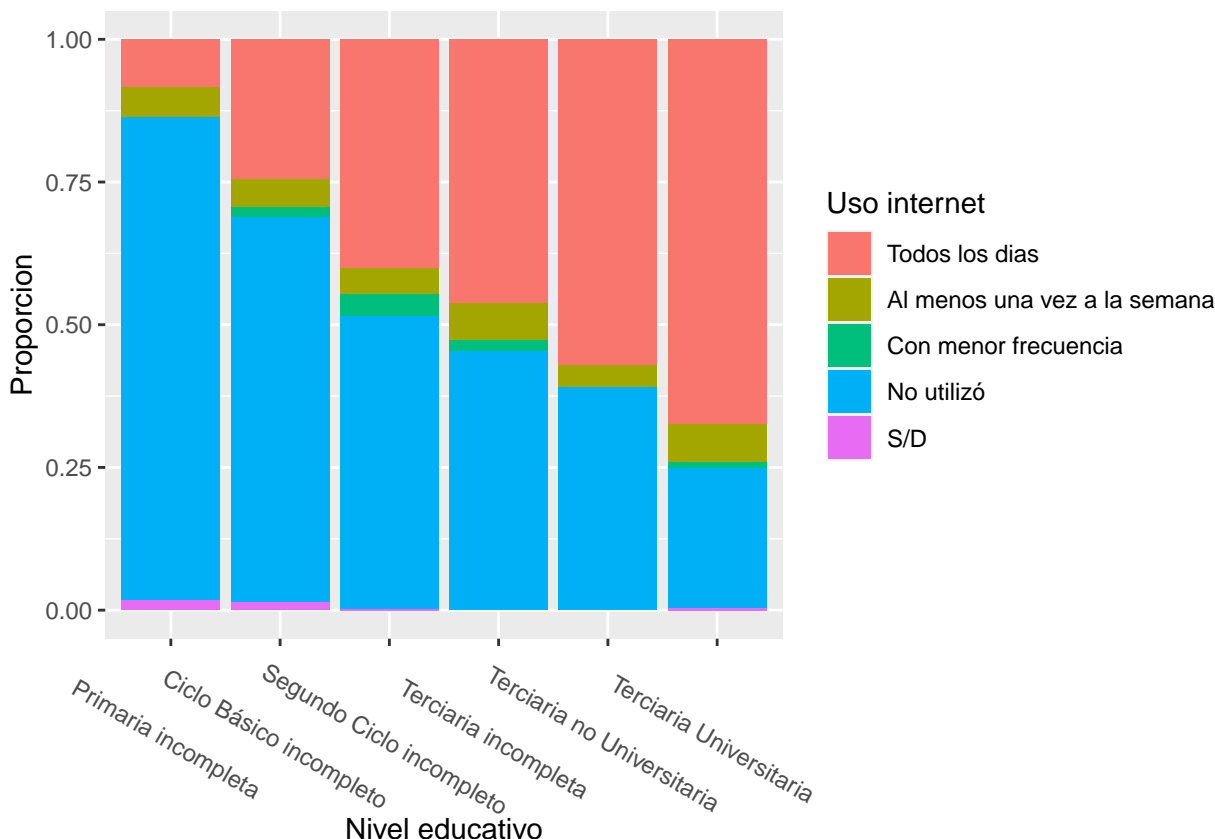 1.00
0.75
0.50
0.25
0.00
Proporcion
Primaria incompleta
Ciclo Básico incompleto
Segundo Ciclo incompleto
Terciaria incompleta
Terciaria no Universitaria
Terciaria Universitaria
Nivel educativo
Uso internet
Todos los dias
Al menos una vez a la semana
Con menor frecuencia
No utilizó
S/D